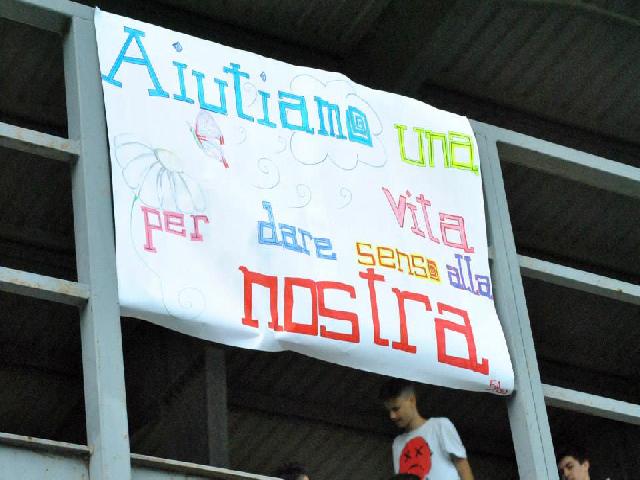 Aiutiamo una
vita
per dare senso alla
nostra